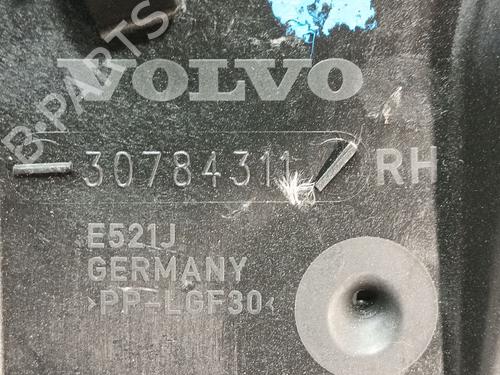 VOLVO
30784311 RH
E521J
GERMANY
>PP-LGF30<
B-PARTS